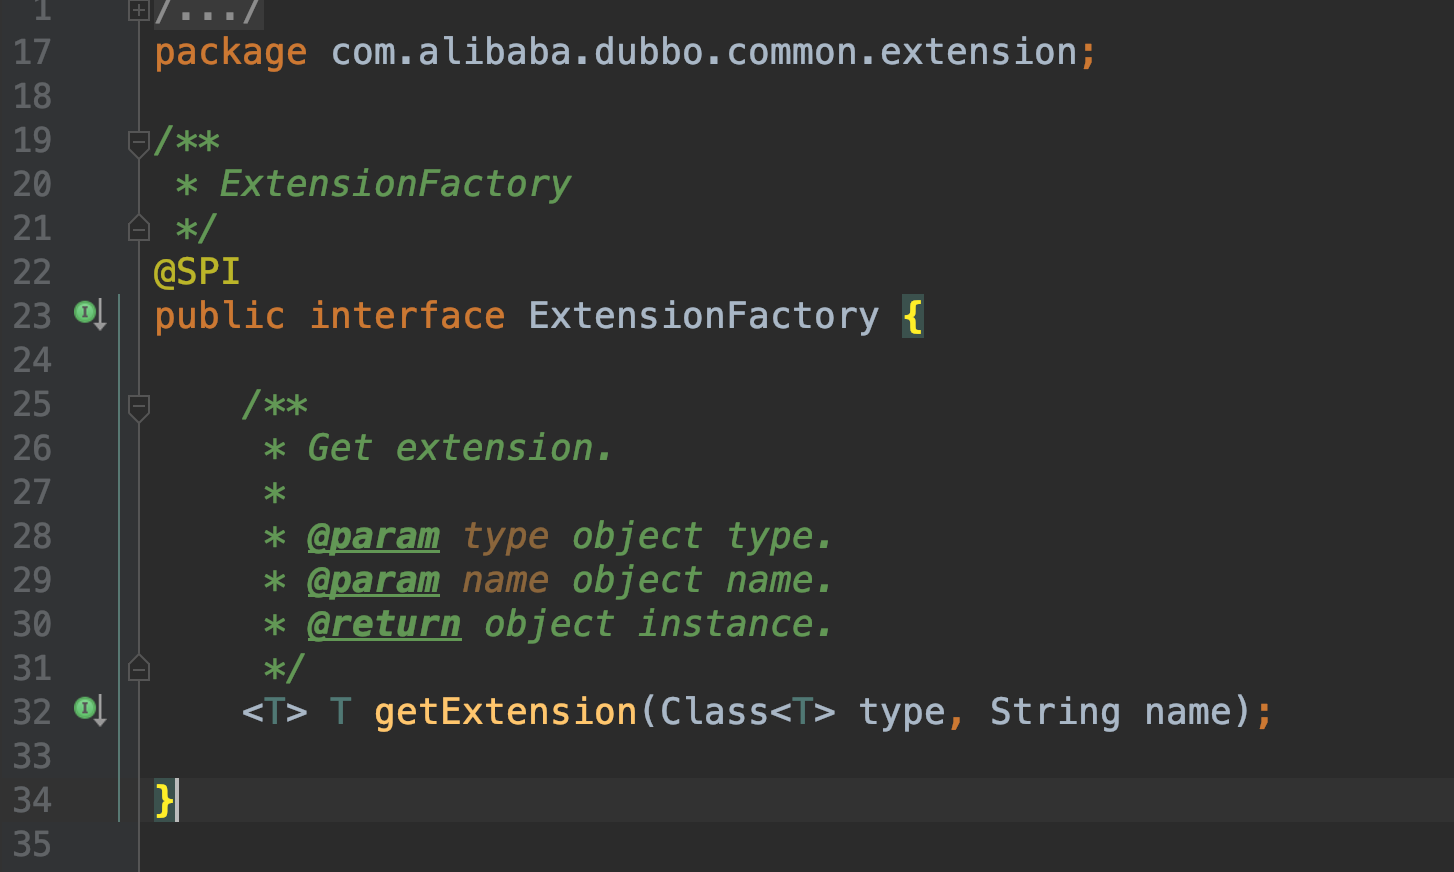 1 /.../
17 package com.alibaba.dubbo.common.extension;
18
19 /**
20  * ExtensionFactory
21  */
22 @SPI
23 public interface ExtensionFactory {
24
25     /**
26      * Get extension.
27      *
28      * @param type object type.
29      * @param name object name.
30      * @return object instance.
31      */
32     <T> T getExtension(Class<T> type, String name);
33
34 }
35